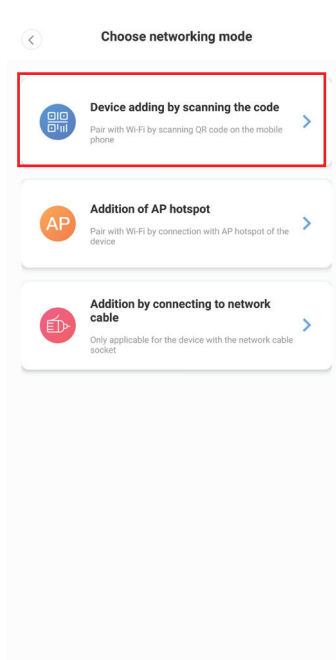 Choose networking mode
Device adding by scanning the code
Pair with Wi-Fi by scanning QR code on the mobile
phone
AP
Addition of AP hotspot
Pair with Wi-Fi by connection with AP hotspot of the
device
Addition by connecting to network
cable
Only applicable for the device with the network cable
socket